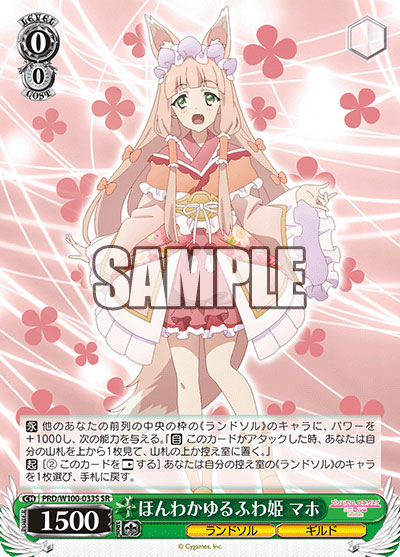 LEVEL
0
0
COST
SAMPLE
永 他のあなたの前列の中央の枠の《ランドソル》のキャラに、パワーを
+1000し、次の能力を与える。『自 このカードがアタックした時、あなたは自
分の山札を上から1枚見て、山札の上か控え室に置く。』
起 [② このカードをする] あなたは自分の控え室の《ランドソル》のキャラ
を1枚選び、手札に戻す。
CH PRD/W100-033S SR
POWER
1500
ほんわかゆるふわ姫 マホ
ランドソル
ギルド
© Cygames, Inc.